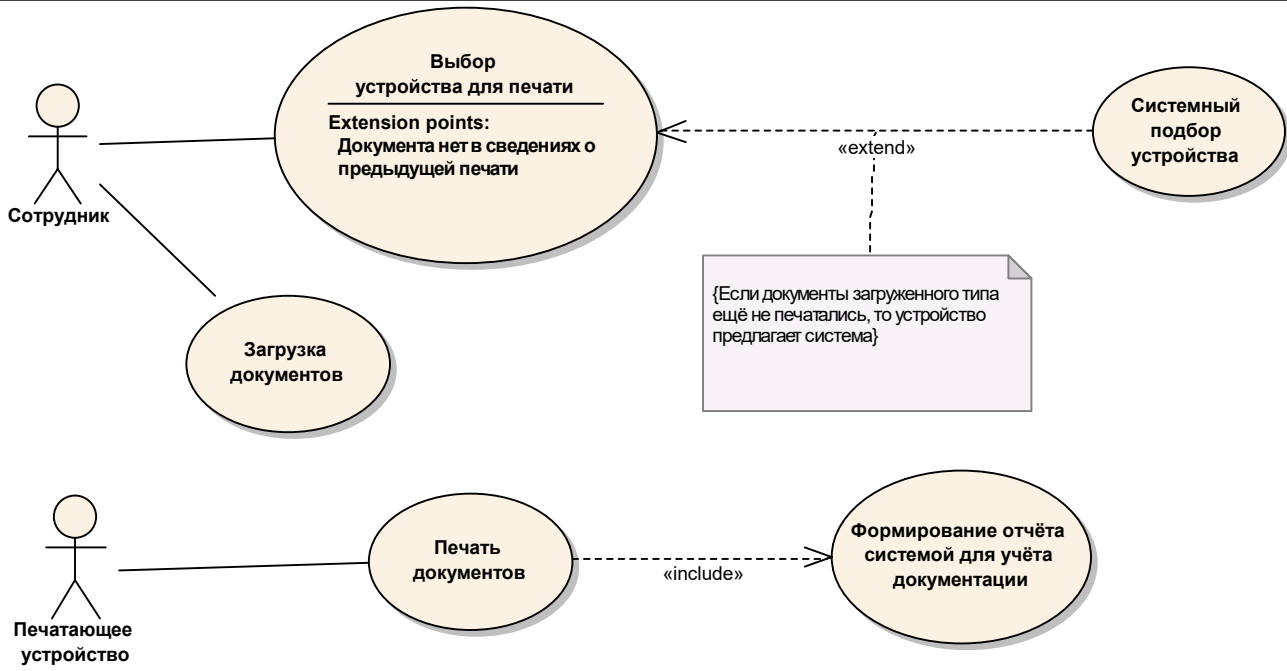 Выбор
устройства для печати
Extension points:
Документа нет в сведениях о
предыдущей печати
Системный
подбор
устройства
«extend»
Сотрудник
{Если документы загруженного типа
ещё не печатались, то устройство
предлагает система}
Загрузка
документов
Печать
документов
«include»
Формирование отчёта
системой для учёта
документации
Печатающее
устройство